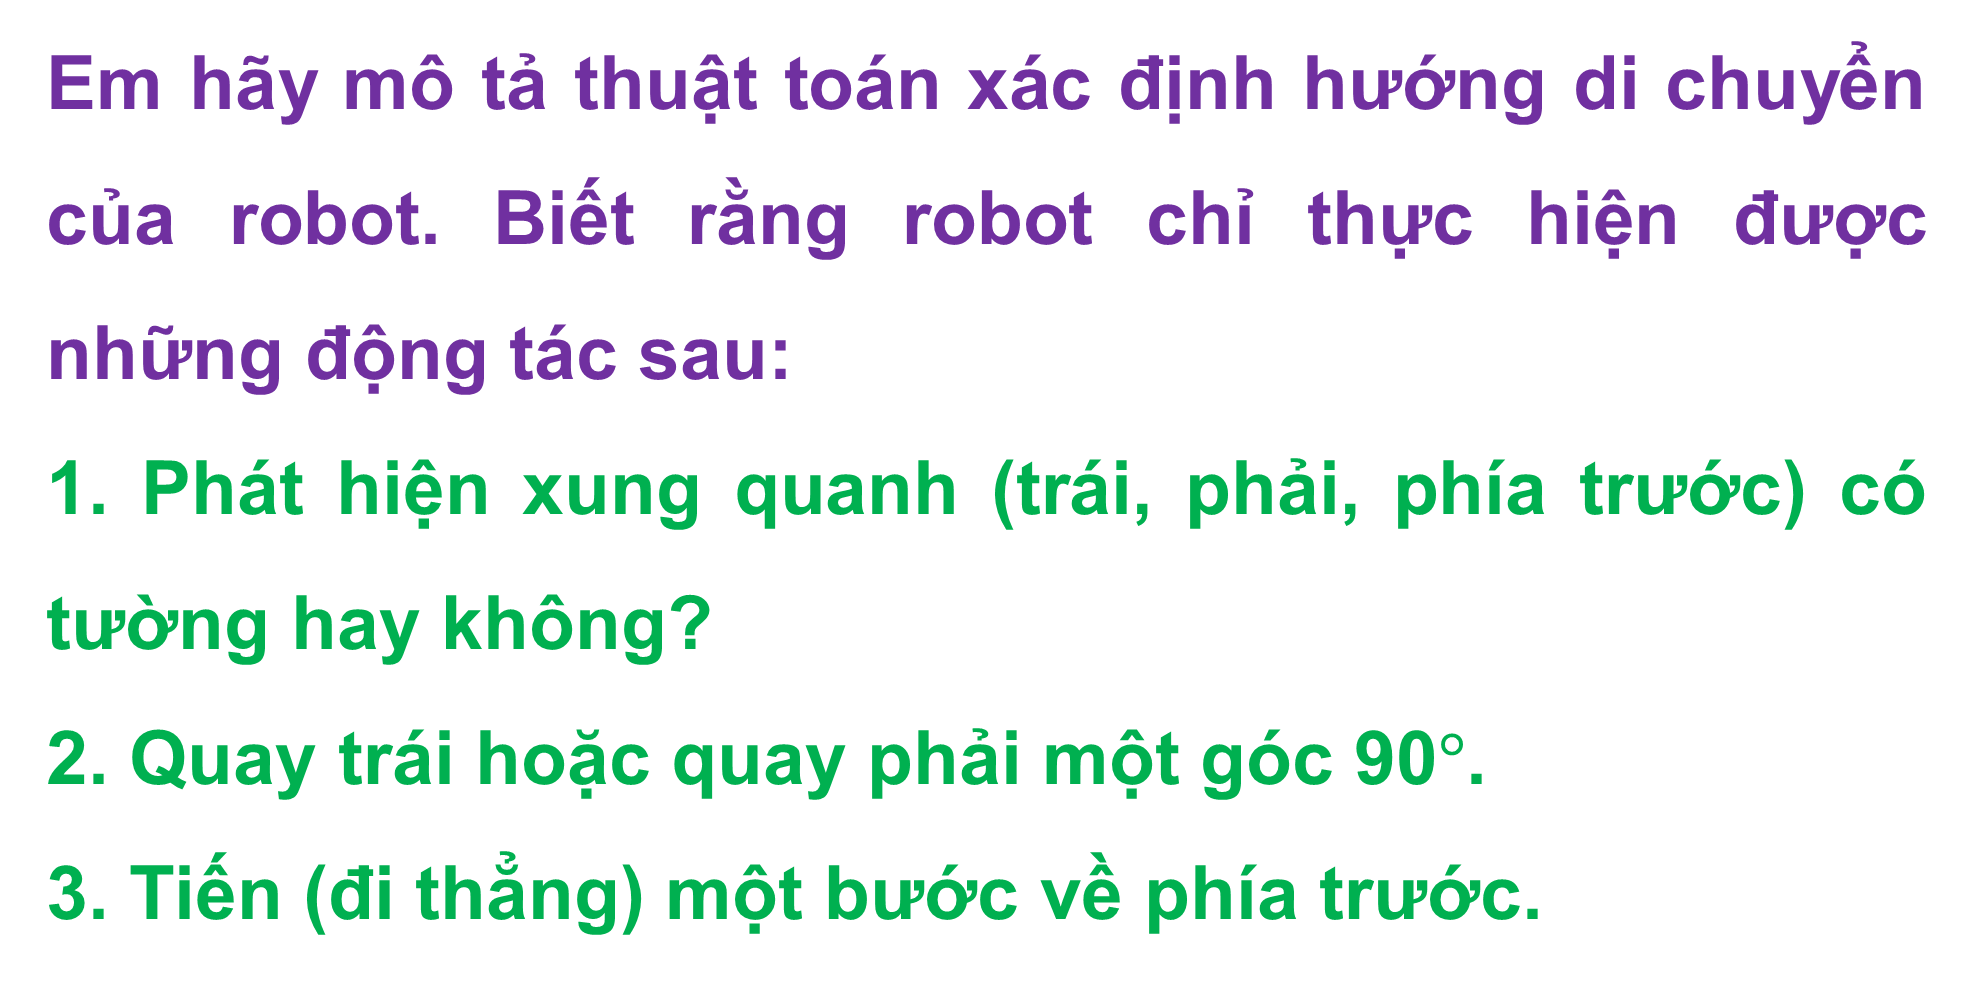 Em hãy mô tả thuật toán xác định hướng di chuyển
của robot. Biết rằng robot chỉ thực hiện được
những động tác sau:
1. Phát hiện xung quanh (trái, phải, phía trước) có
tường hay không?
2. Quay trái hoặc quay phải một góc 90°.
3. Tiến (đi thẳng) một bước về phía trước.